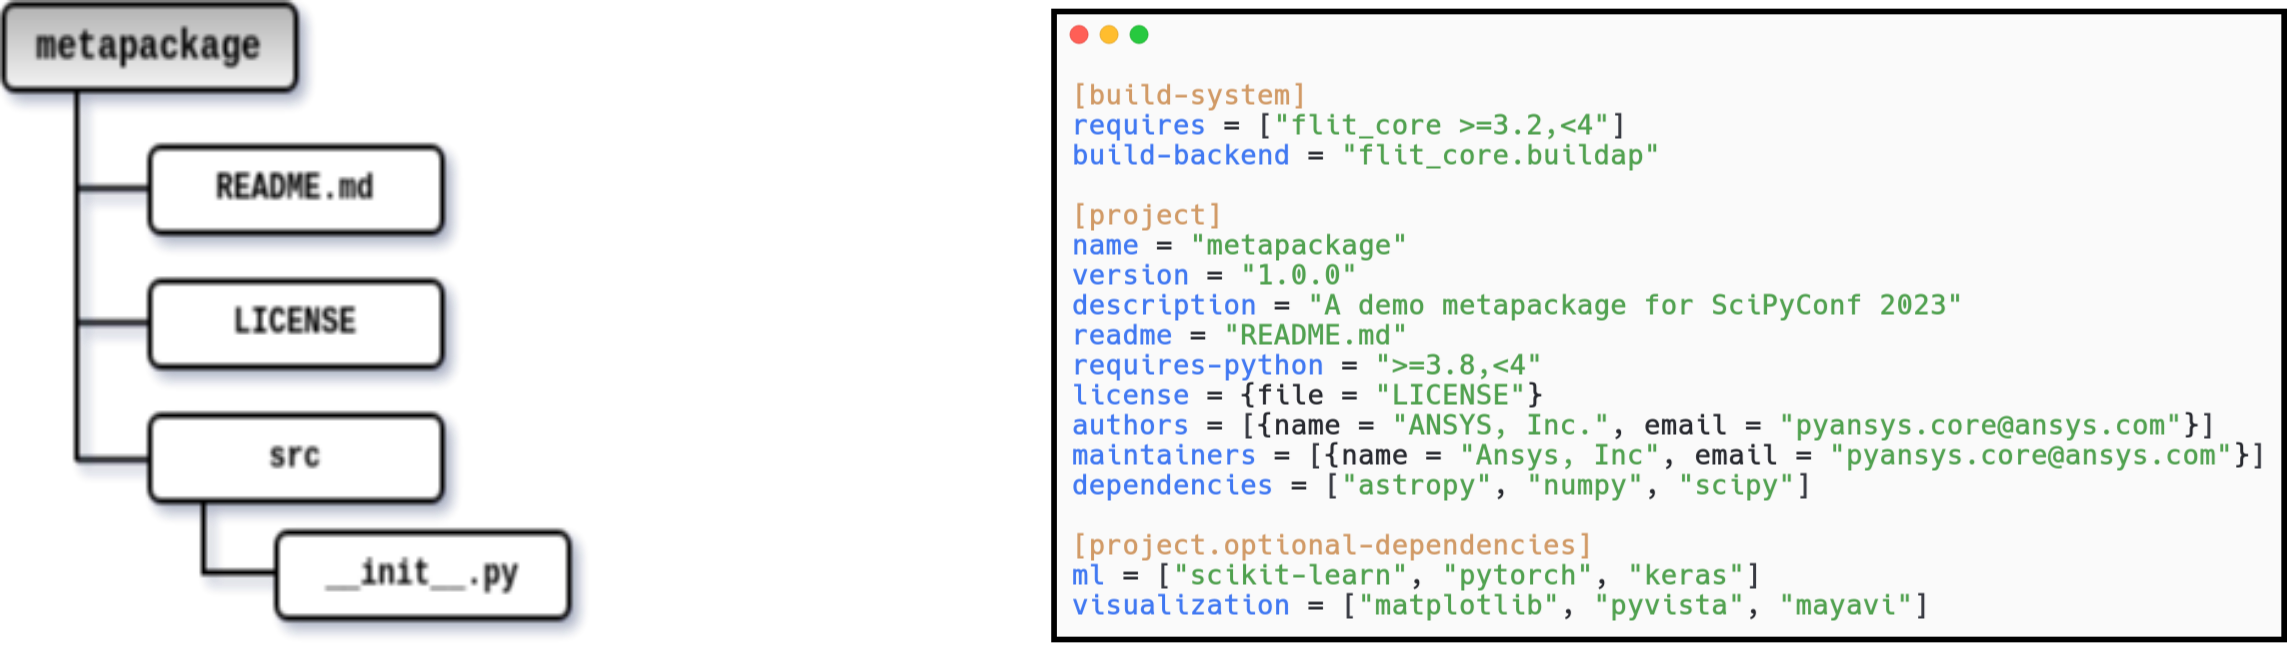 metapackage
README.md
LICENSE
src
__init__.py
[build-system]
requires = ["flit_core >=3.2,<4"]
build-backend = "flit_core.buildap"
[project]
name = "metapackage"
version = "1.0.0"
description = "A demo metapackage for SciPyConf 2023"
readme = "README.md"
requires-python = ">=3.8,<4"
license = {file = "LICENSE"}
authors = [{name = "ANSYS, Inc.", email = "pyansys.core@ansys.com"}]
maintainers = [{name = "Ansys, Inc", email = "pyansys.core@ansys.com"}]
dependencies = ["astropy", "numpy", "scipy"]
[project.optional-dependencies]
ml = ["scikit-learn", "pytorch", "keras"]
visualization = ["matplotlib", "pyvista", "mayavi"]